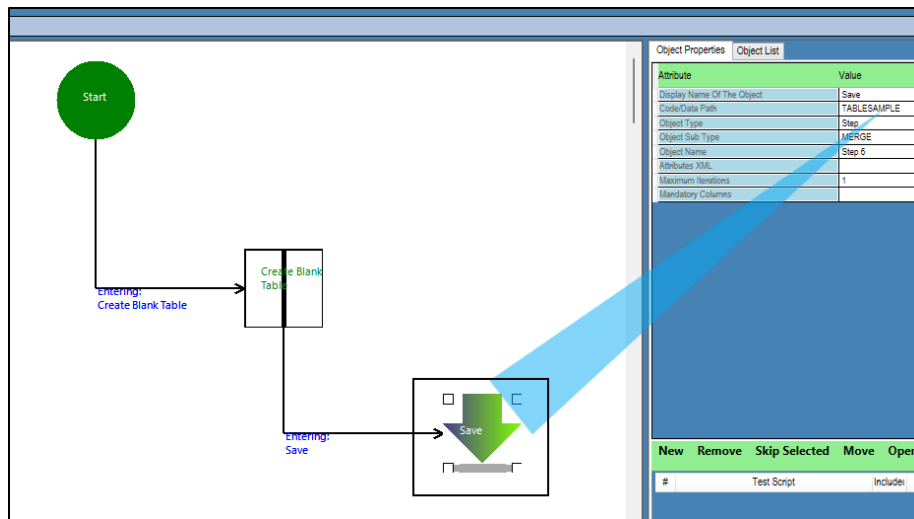 Start
Entering:
Create Blank Table
Create Blank
Table
Entering:
Save
Save
Object Properties Object List
Attribute Value
Display Name Of The Object Save
Code/Data Path TABLESAMPLE
Object Type Step
Object Sub Type MERGE
Object Name Step 6
Attributes XML
Maximum Iterations 1
Mandatory Columns
New Remove Skip Selected Move Open
# Test Script Included